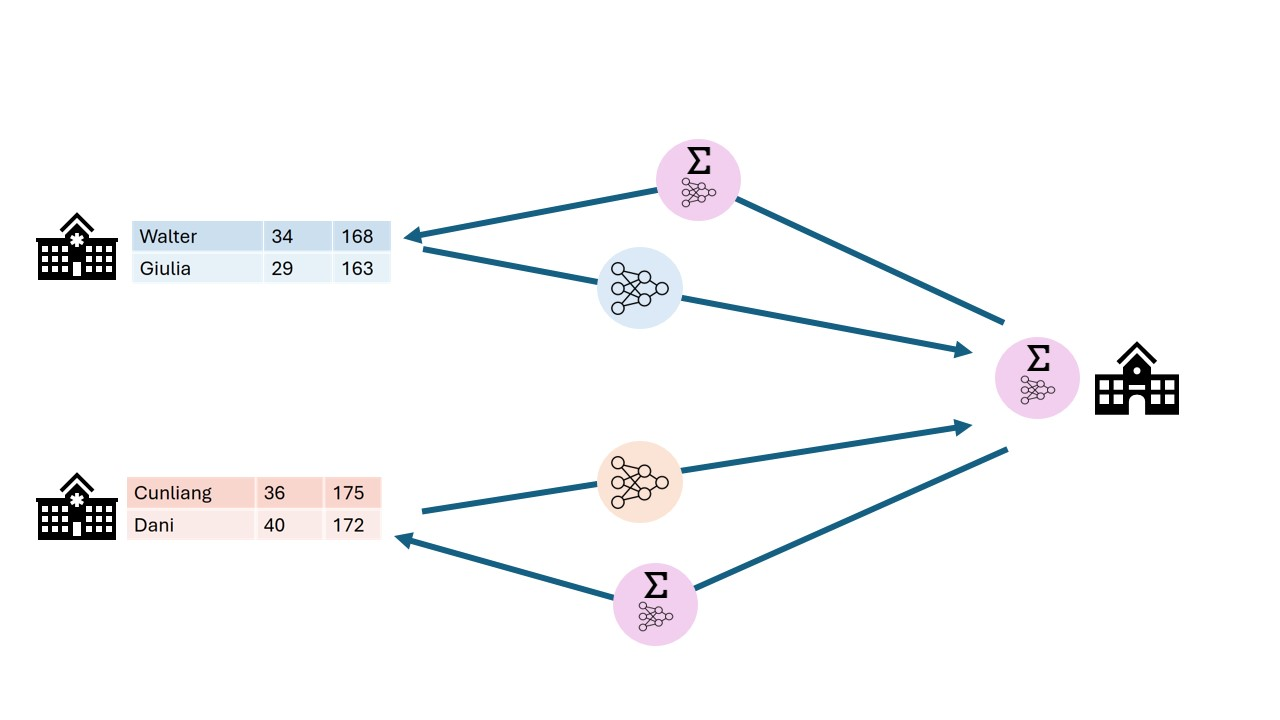 Σ
Walter 34 168
Giulia 29 163
Σ
Cunliang 36 175
Dani 40 172
Σ